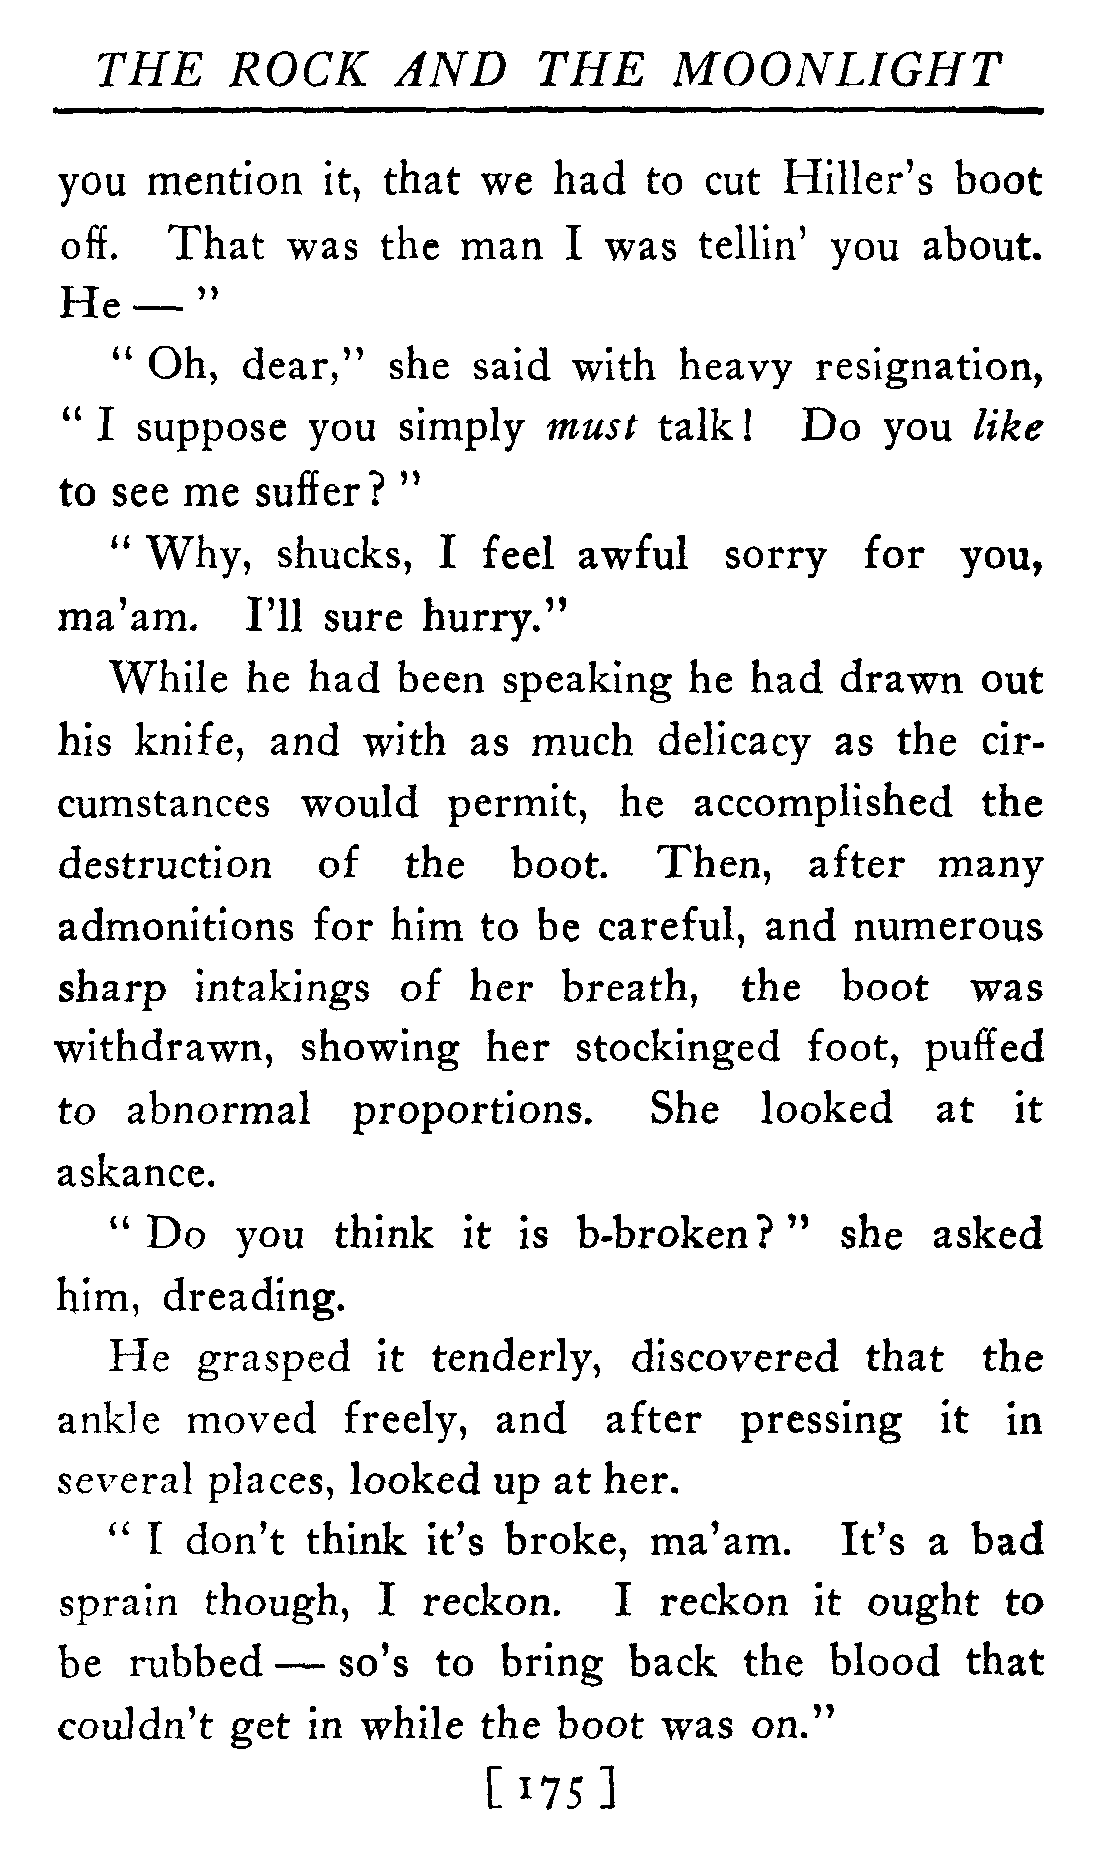 THE ROCK AND THE MOONLIGHT
you mention it, that we had to cut Hiller's boot
off. That was the man I was tellin' you about.
He — "
" Oh, dear," she said with heavy resignation,
" I suppose you simply must talk! Do you like
to see me suffer? "
" Why, shucks, I feel awful sorry for you,
ma'am. I'll sure hurry."
While he had been speaking he had drawn out
his knife, and with as much delicacy as the cir-
cumstances would permit, he accomplished the
destruction of the boot. Then, after many
admonitions for him to be careful, and numerous
sharp intakings of her breath, the boot was
withdrawn, showing her stockinged foot, puffed
to abnormal proportions. She looked at it
askance.
" Do you think it is b-broken? " she asked
him, dreading.
He grasped it tenderly, discovered that the
ankle moved freely, and after pressing it in
several places, looked up at her.
" I don't think it's broke, ma'am. It's a bad
sprain though, I reckon. I reckon it ought to
be rubbed — so's to bring back the blood that
couldn't get in while the boot was on."
[ 175 ]